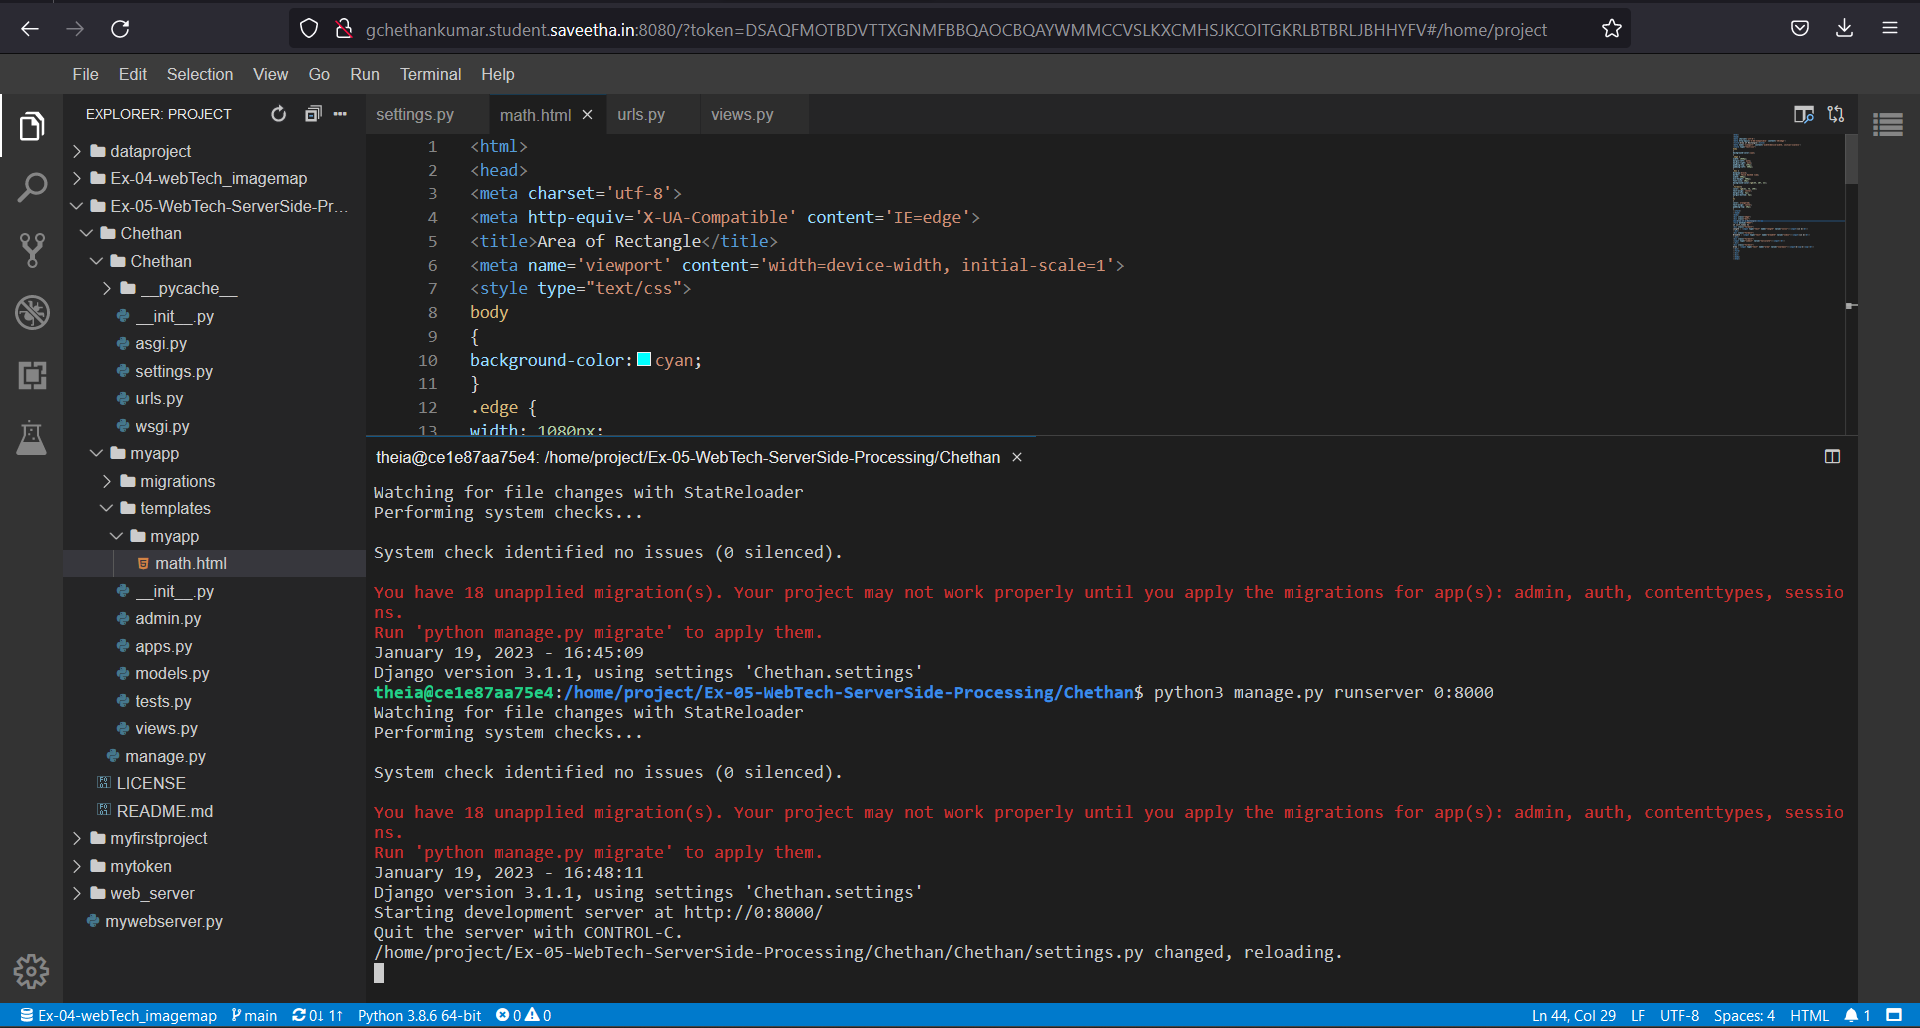 gchethankumar.student.saveetha.in:8080/?token=DSAQFMOTBDVTTXGNMFBBQAOCBQAYWMMCCVSLKXCMHSJKCOITGKRLBTBRLJBHHYFV#/home/project
File Edit Selection View Go Run Terminal Help
EXPLORER: PROJECT
dataproject
Ex-04-webTech_imagemap
Ex-05-WebTech-ServerSide-Pr...
Chethan
Chethan
__pycache__
__init__.py
asgi.py
settings.py
urls.py
wsgi.py
myapp
migrations
templates
myapp
math.html
__init__.py
admin.py
apps.py
models.py
tests.py
views.py
manage.py
LICENSE
README.md
myfirstproject
mytoken
web_server
mywebserver.py
settings.py math.html urls.py views.py
1 <html>
2 <head>
3 <meta charset='utf-8'>
4 <meta http-equiv='X-UA-Compatible' content='IE=edge'>
5 <title>Area of Rectangle</title>
6 <meta name='viewport' content='width=device-width, initial-scale=1'>
7 <style type="text/css">
8 body
9 {
10 background-color: cyan;
11 }
12 .edge {
13 width: 1080px;
theia@ce1e87aa75e4: /home/project/Ex-05-WebTech-ServerSide-Processing/Chethan
Watching for file changes with StatReloader
Performing system checks...
System check identified no issues (0 silenced).
You have 18 unapplied migration(s). Your project may not work properly until you apply the migrations for app(s): admin, auth, contenttypes, sessio
ns.
Run 'python manage.py migrate' to apply them.
January 19, 2023 - 16:45:09
Django version 3.1.1, using settings 'Chethan.settings'
theia@ce1e87aa75e4:/home/project/Ex-05-WebTech-ServerSide-Processing/Chethan$ python3 manage.py runserver 0:8000
Watching for file changes with StatReloader
Performing system checks...
System check identified no issues (0 silenced).
You have 18 unapplied migration(s). Your project may not work properly until you apply the migrations for app(s): admin, auth, contenttypes, sessio
ns.
Run 'python manage.py migrate' to apply them.
January 19, 2023 - 16:48:11
Django version 3.1.1, using settings 'Chethan.settings'
Starting development server at http://0:8000/
Quit the server with CONTROL-C.
/home/project/Ex-05-WebTech-ServerSide-Processing/Chethan/Chethan/settings.py changed, reloading.
Ex-04-webTech_imagemap main 0↓ 1↑ Python 3.8.6 64-bit 0 0 Ln 44, Col 29 LF UTF-8 Spaces: 4 HTML 1